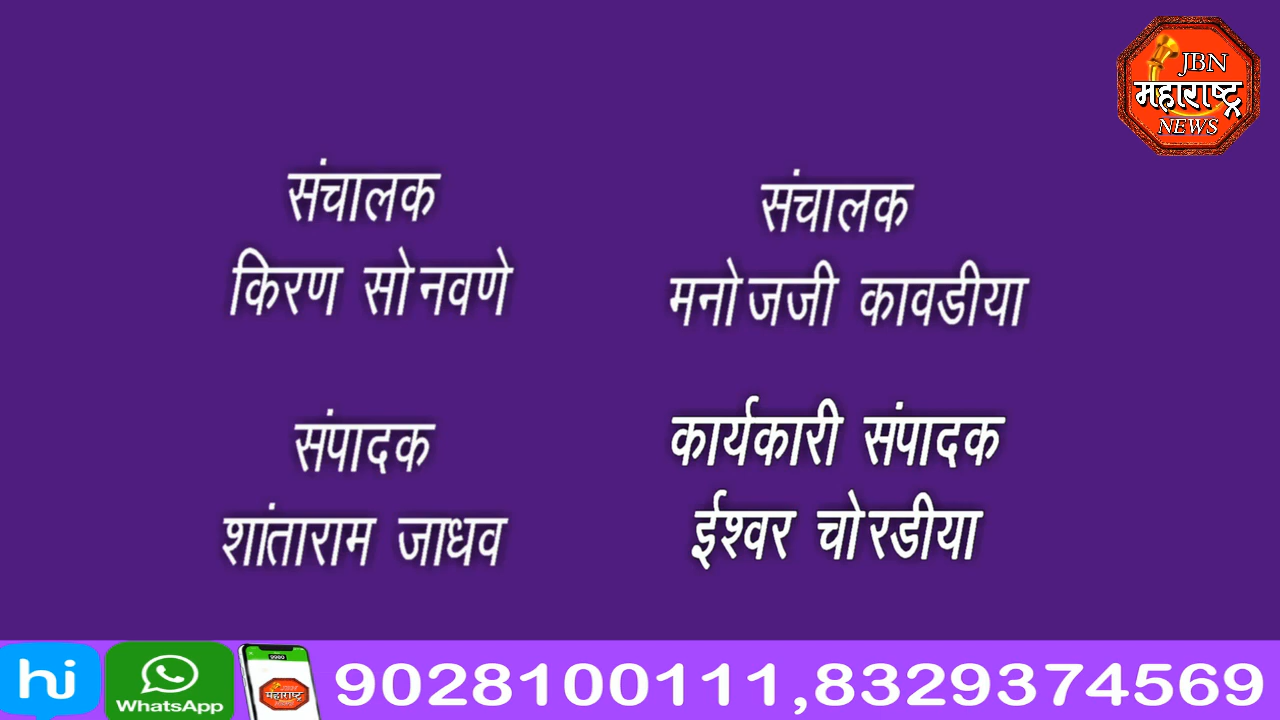 JBN
महाराष्ट्र
NEWS
संचालक
किरण सोनवणे
संचालक
मनोजजी कावडीया
संपादक
शांताराम जाधव
कार्यकारी संपादक
ईश्वर चोरडीया
hi
WhatsApp
महाराष्ट्र
9028100111,8329374569